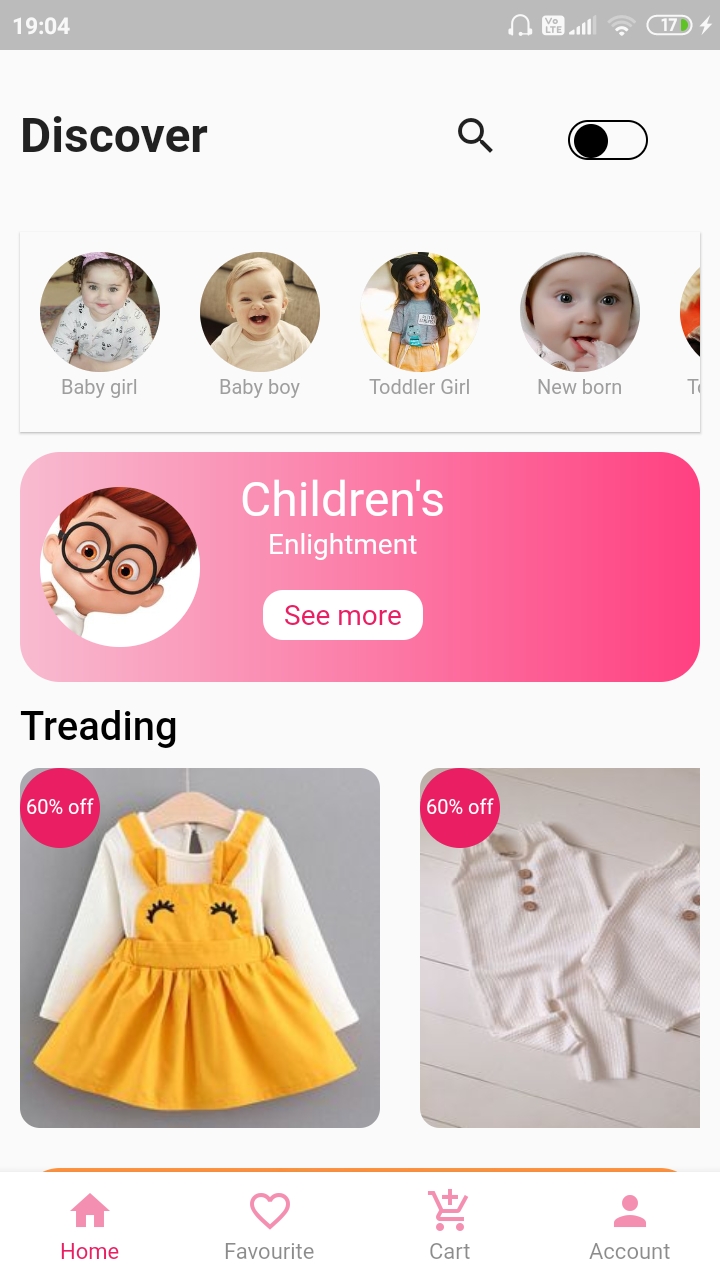 19:04
Vo LTE
17
Discover
Baby girl
Baby boy
Toddler Girl
New born
Children's
Enlightment
See more
Treading
60% off
60% off
Home
Favourite
Cart
Account